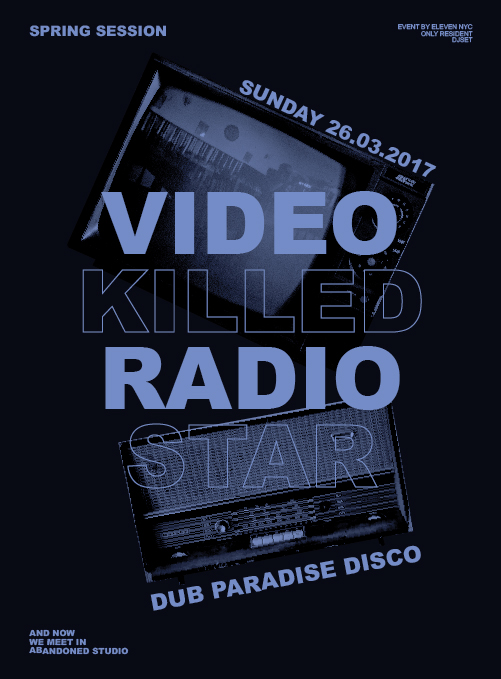 SPRING SESSION
EVENT BY ELEVEN NYC
ONLY RESIDENT
DJSET
SUNDAY 26.03.2017
VIDEO
KILLED
RADIO
STAR
DUB PARADISE DISCO
AND NOW
WE MEET IN
ABANDONED STUDIO